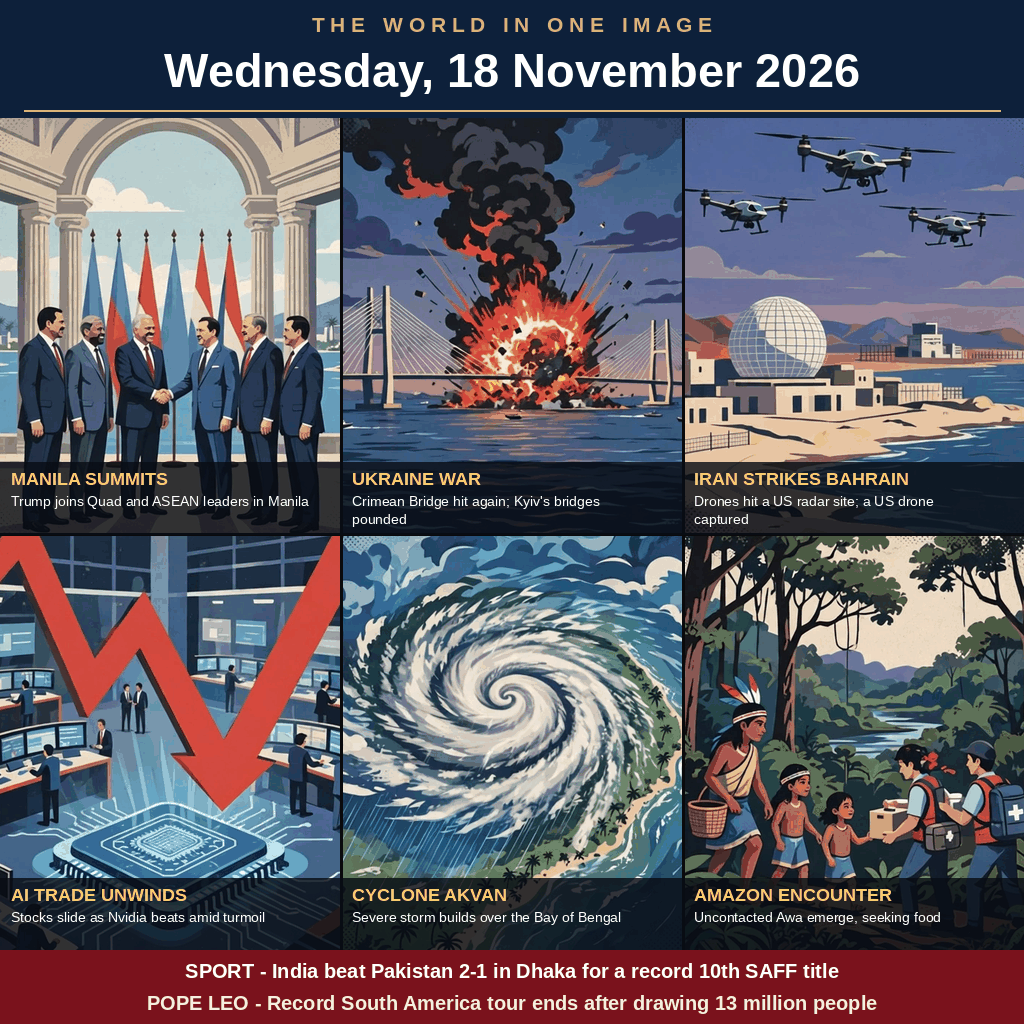 THE WORLD IN ONE IMAGE
Wednesday, 18 November 2026
MANILA SUMMITS
Trump joins Quad and ASEAN leaders in Manila
UKRAINE WAR
Crimean Bridge hit again; Kyiv's bridges
pounded
IRAN STRIKES BAHRAIN
Drones hit a US radar site; a US drone
captured
AI TRADE UNWINDS
Stocks slide as Nvidia beats amid turmoil
CYCLONE AKVAN
Severe storm builds over the Bay of Bengal
AMAZON ENCOUNTER
Uncontacted Awa emerge, seeking food
SPORT - India beat Pakistan 2-1 in Dhaka for a record 10th SAFF title
POPE LEO - Record South America tour ends after drawing 13 million people